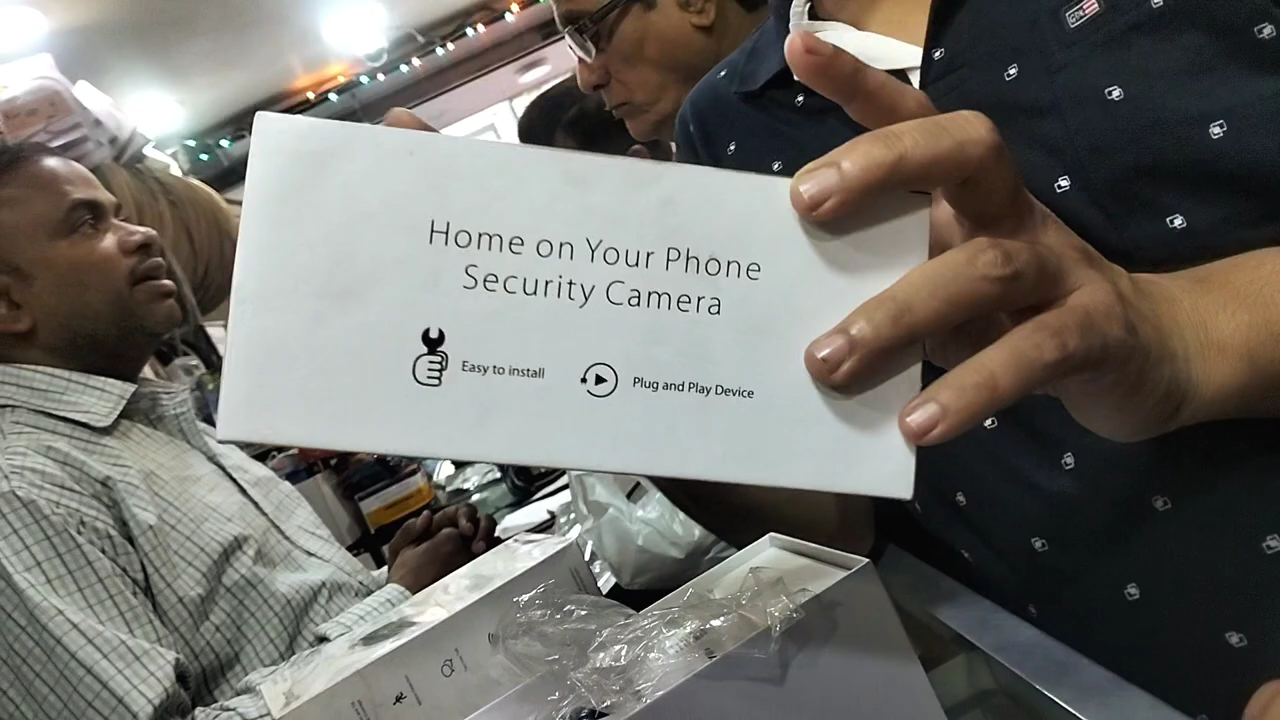 Home on Your Phone
Security Camera
Easy to install
Plug and Play Device